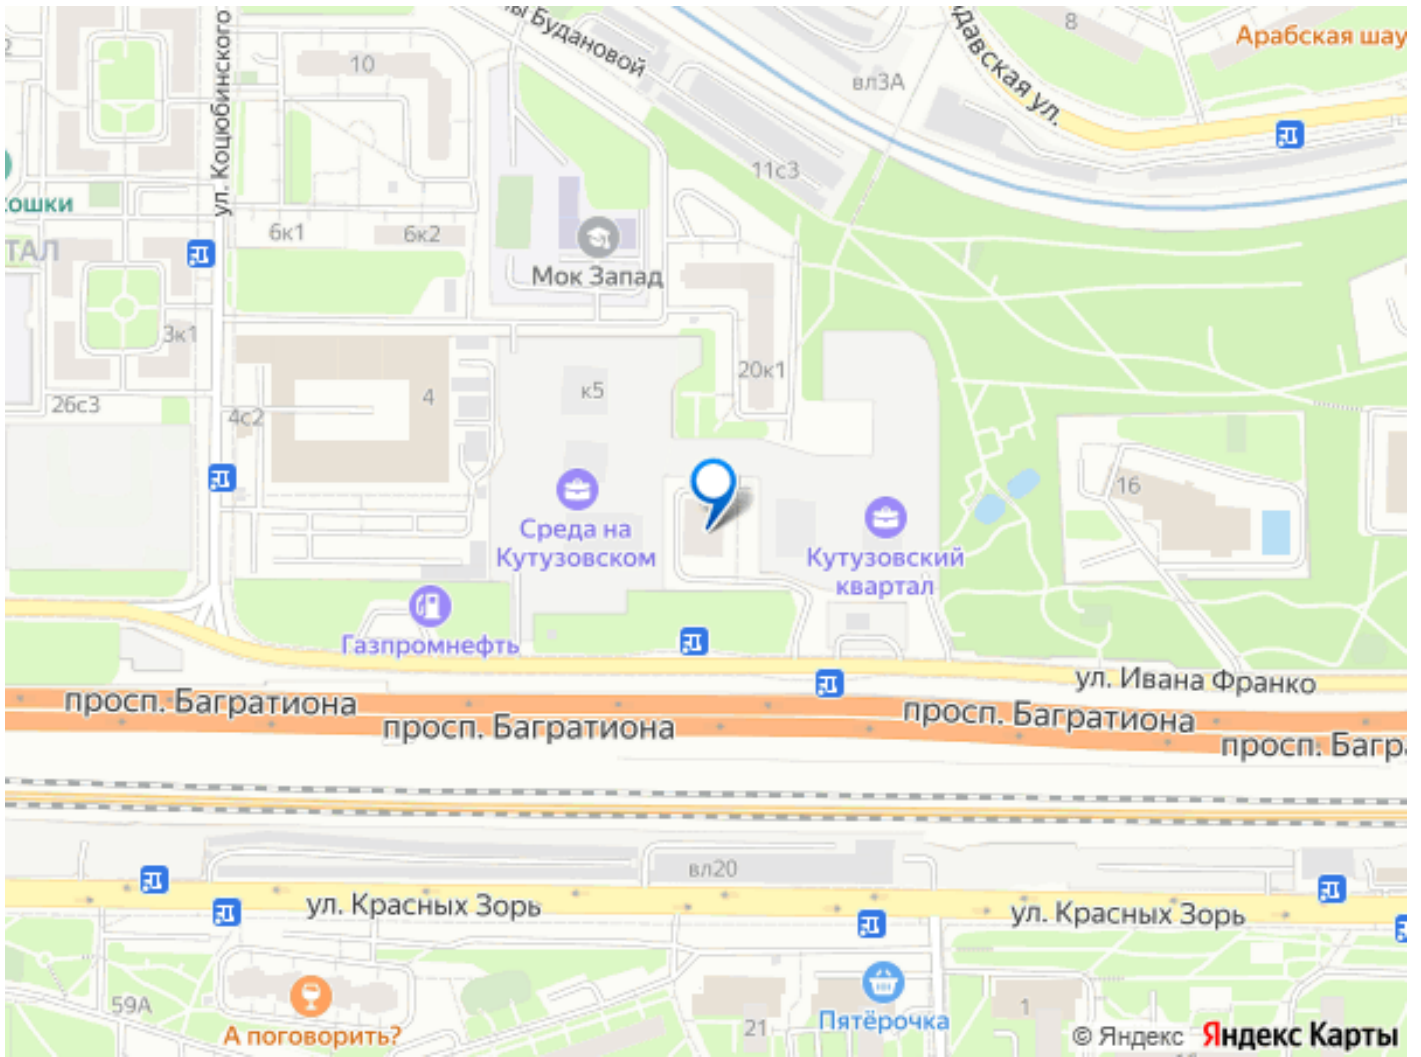 ны Будановой
8
Арабская шау
давская ул.
10
вл3А
ул. Коцюбинского
11с3
ошки
6к1
6к2
ТАЛ
Мок Запад
3к1
20к1
к5
26с3
4
4с2
16
Среда на
Кутузовском
Кутузовский
квартал
Газпромнефть
ул. Ивана Франко
просп. Багратиона
просп. Багратиона
просп. Багратиона
просп. Багра
вл20
ул. Красных Зорь
ул. Красных Зорь
59А
А поговорить?
21
Пятёрочка
1
© Яндекс Яндекс Карты